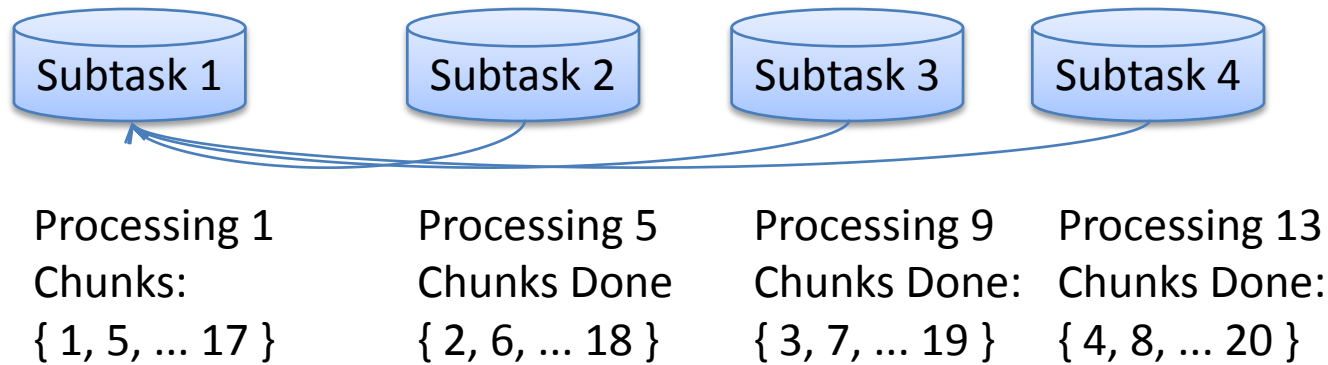 Subtask 1
Subtask 2
Subtask 3
Subtask 4
Processing 1
Chunks:
{ 1, 5, ... 17 }
Processing 5
Chunks Done
{ 2, 6, ... 18 }
Processing 9
Chunks Done:
{ 3, 7, ... 19 }
Processing 13
Chunks Done:
{ 4, 8, ... 20 }